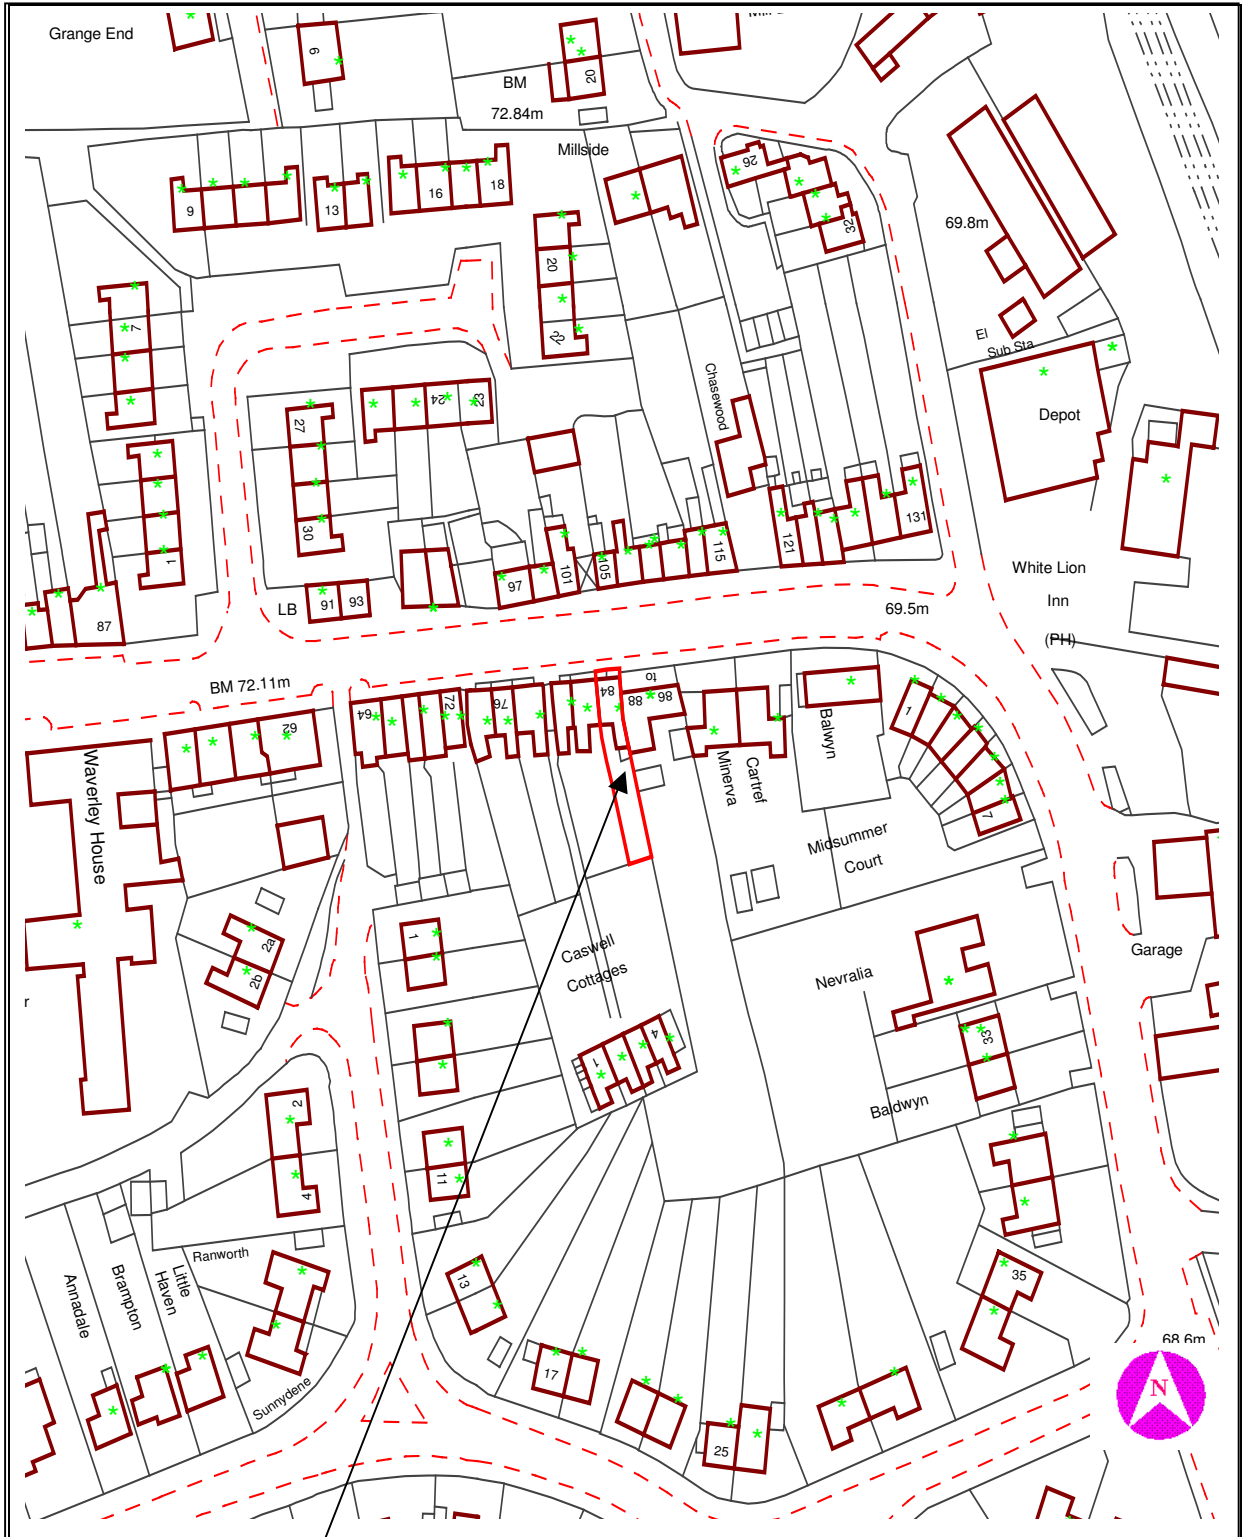 Grange End
6
BM
72.84m
20
Millside
26
32
69.8m
9
13
16
18
20
22
7
El
Sub Sta
Depot
Chasewood
27
24
23
30
1
131
121
115
105
101
97
91
93
LB
87
White Lion
Inn
(PH)
69.5m
BM 72.11m
62
64
72
76
84
to
88
86
Minerva
Cartref
Balwyn
1
7
Midsummer
Court
Waverley House
2a
2b
1
Caswell
Cottages
Nevralia
Garage
r
1
4
33
Baldwyn
2
4
11
Ranworth
Little
Haven
Brampton
Annadale
Sunnydene
13
17
25
35
68.6m
N